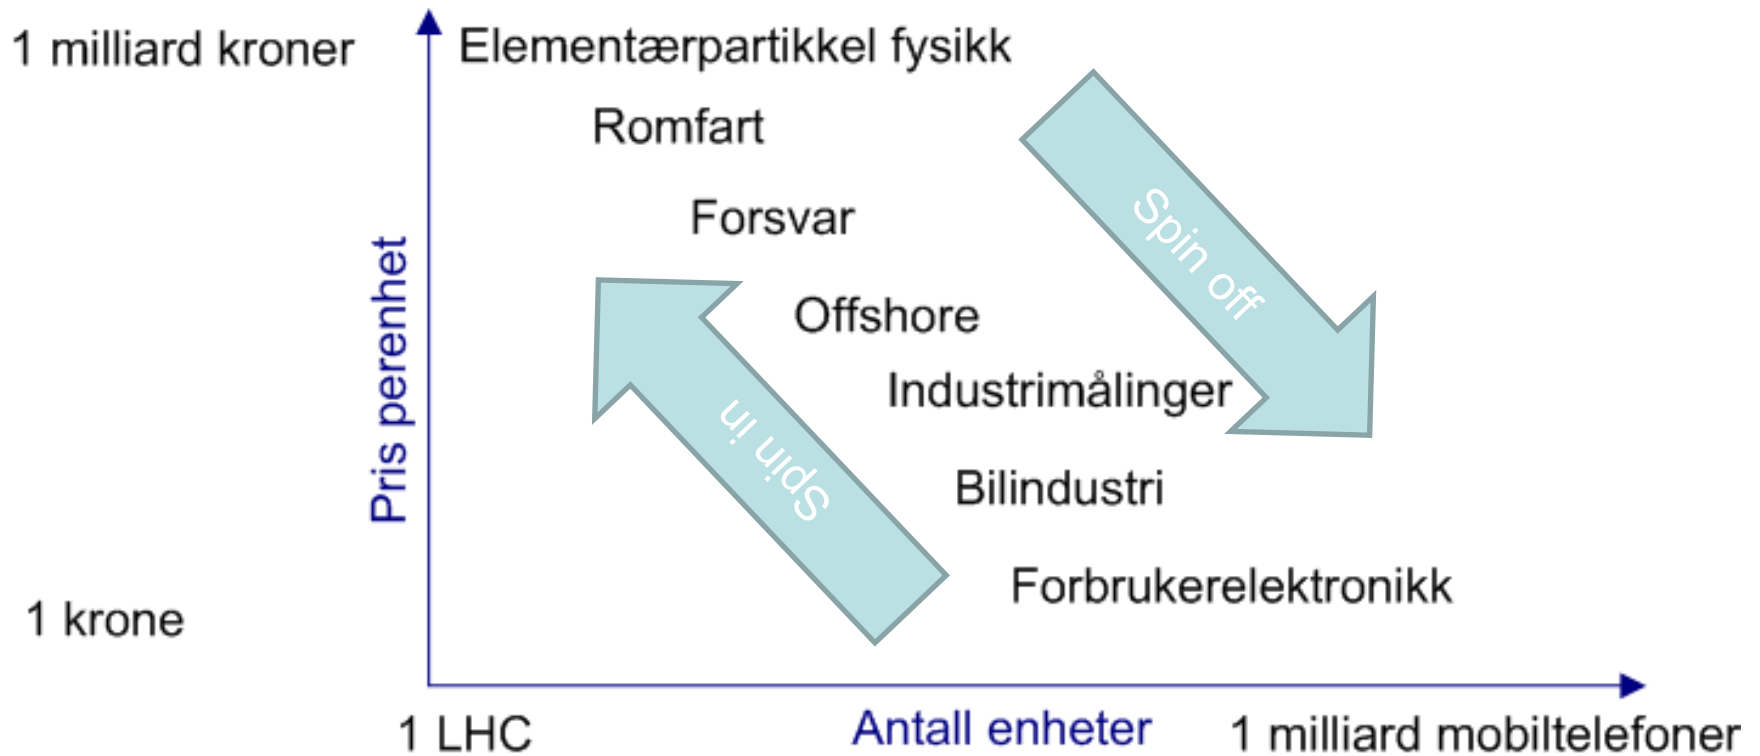 1 milliard kroner
Elementærpartikkel fysikk
Romfart
Forsvar
Spin off
Pris perenhet
Offshore
Industrimålinger
Spin in
Bilindustri
Forbrukerelektronikk
1 krone
1 LHC
Antall enheter
1 milliard mobiltelefoner